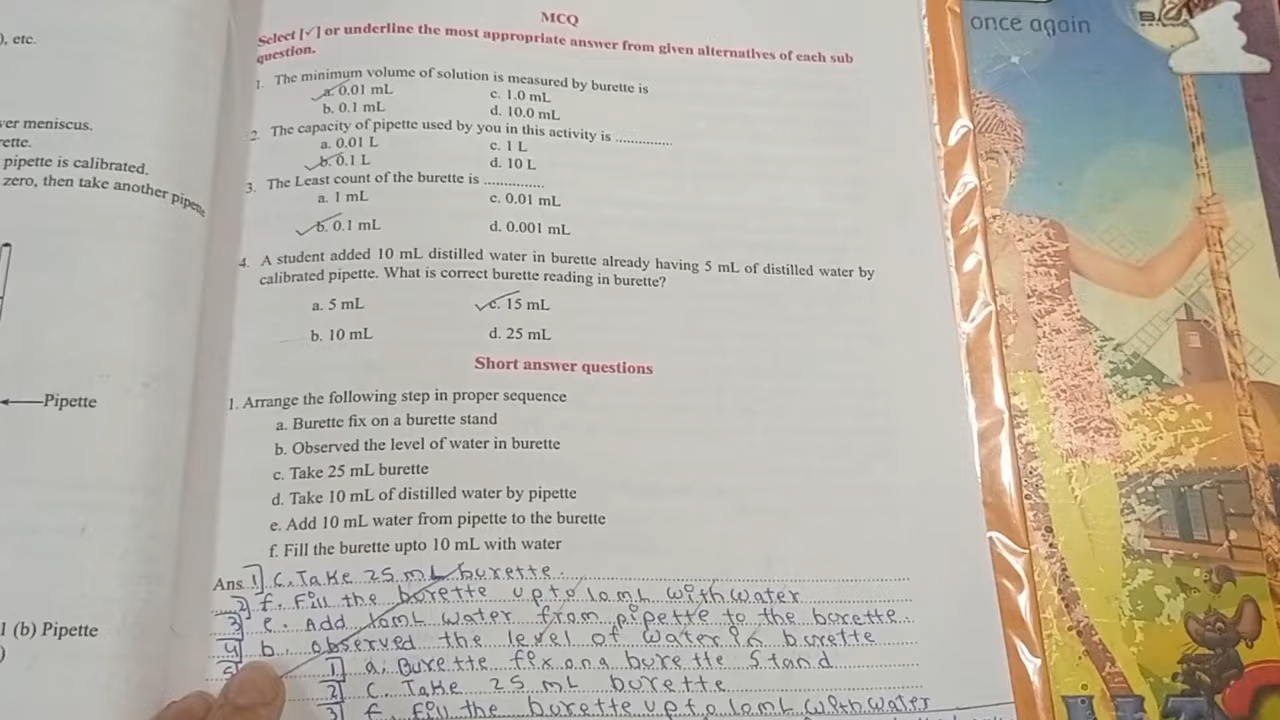 ), etc.
ver meniscus.
rette.
pipette is calibrated.
zero, then take another pipette
Pipette
l (b) Pipette
)
MCQ
Select [✓] or underline the most appropriate answer from given alternatives of each sub
question.
1. The minimum volume of solution is measured by burette is
a. 0.01 mL
c. 1.0 mL
b. 0.1 mL
d. 10.0 mL
2. The capacity of pipette used by you in this activity is ..............
a. 0.01 L
c. 1 L
b. 0.1 L
d. 10 L
3. The Least count of the burette is ..............
a. 1 mL
c. 0.01 mL
b. 0.1 mL
d. 0.001 mL
4. A student added 10 mL distilled water in burette already having 5 mL of distilled water by
calibrated pipette. What is correct burette reading in burette?
a. 5 mL
c. 15 mL
b. 10 mL
d. 25 mL
Short answer questions
1. Arrange the following step in proper sequence
a. Burette fix on a burette stand
b. Observed the level of water in burette
c. Take 25 mL burette
d. Take 10 mL of distilled water by pipette
e. Add 10 mL water from pipette to the burette
f. Fill the burette upto 10 mL with water
Ans 1] c. Take 25 mL burette.
2] f. Fill the burette upto 10mL with water
3] e. Add 10mL water from pipette to the burette.
4] b. observed the level of water in burette
5]
1] a. Burette fix on a burette stand
2] c. Take 25 mL burette
3] f. Fill the burette upto 10mL with water
once again